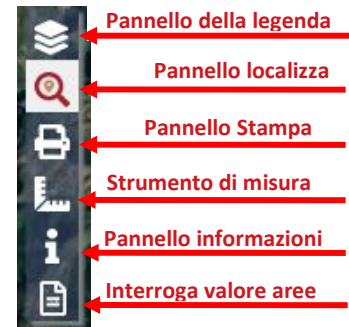 Pannello della legenda
Pannello localizza
Pannello Stampa
Strumento di misura
Pannello informazioni
Interroga valore aree